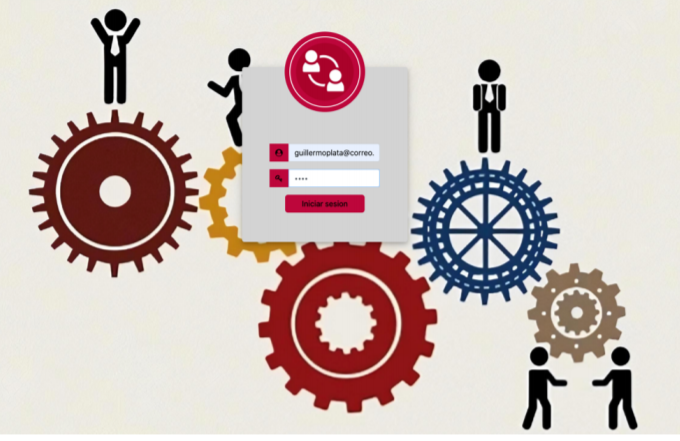 guillermoplata@correo.
••••
Iniciar sesion